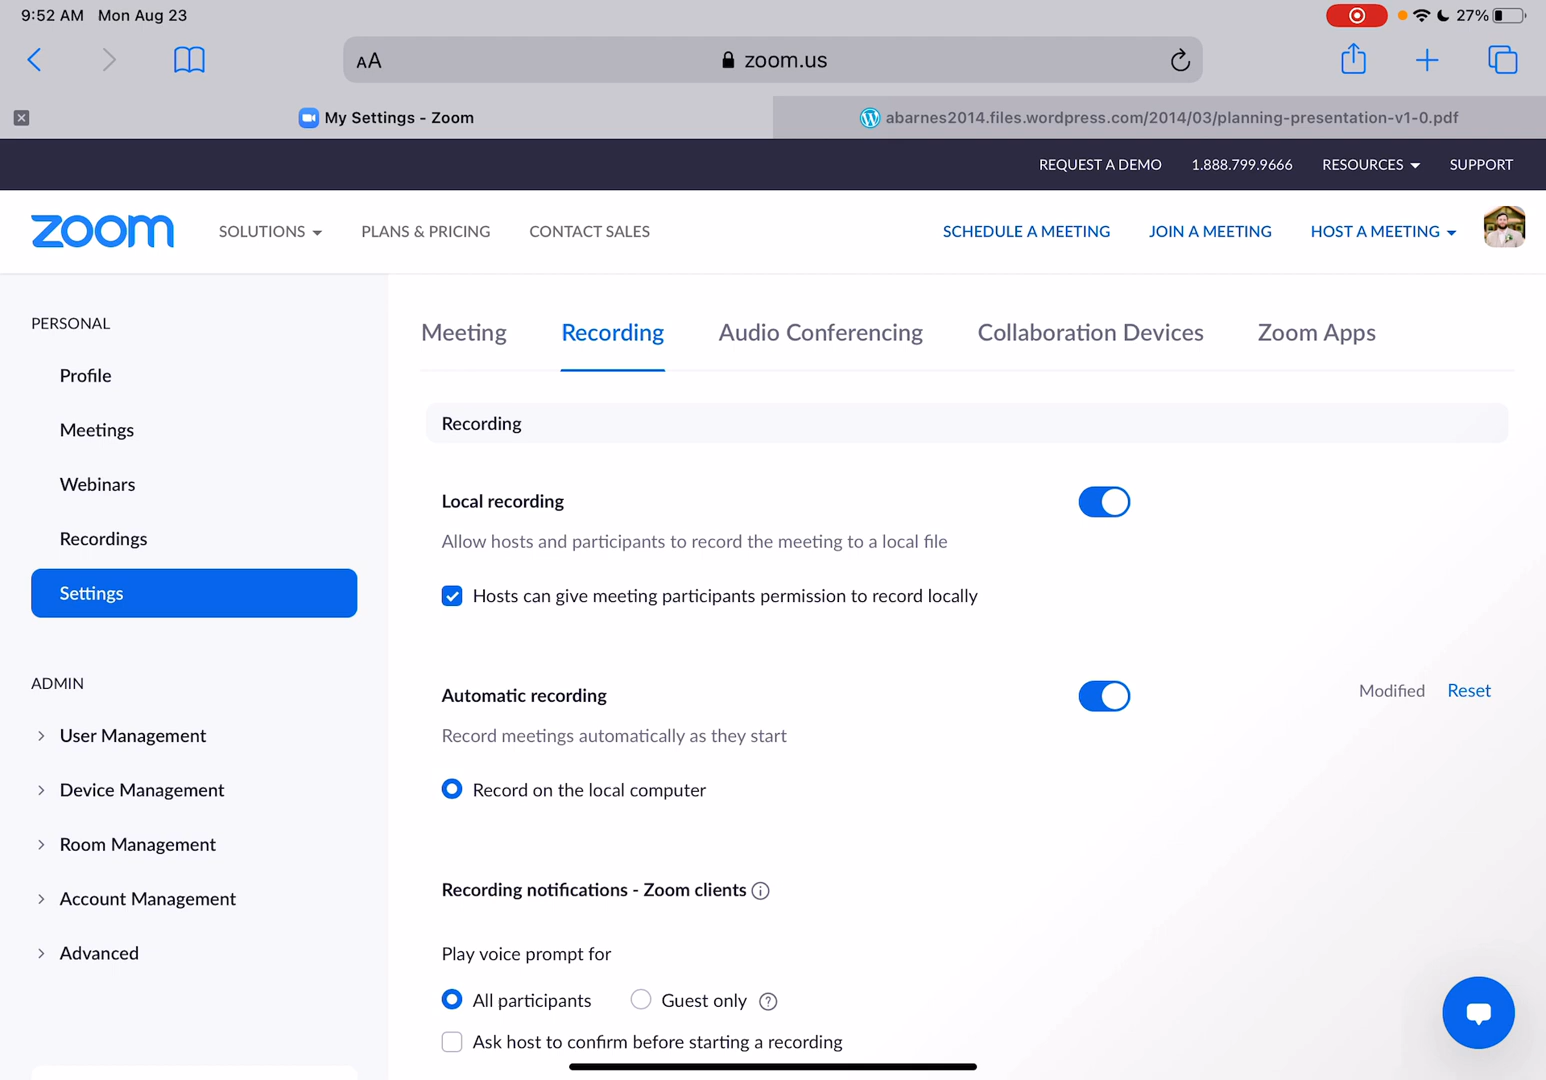 9:52 AM Mon Aug 23
27%
AA
zoom.us
My Settings - Zoom
abarnes2014.files.wordpress.com/2014/03/planning-presentation-v1-0.pdf
REQUEST A DEMO 1.888.799.9666 RESOURCES SUPPORT
zoom SOLUTIONS PLANS & PRICING CONTACT SALES SCHEDULE A MEETING JOIN A MEETING HOST A MEETING
PERSONAL
Profile
Meetings
Webinars
Recordings
Settings
ADMIN
User Management
Device Management
Room Management
Account Management
Advanced
Meeting Recording Audio Conferencing Collaboration Devices Zoom Apps
Recording
Local recording
Allow hosts and participants to record the meeting to a local file
Hosts can give meeting participants permission to record locally
Automatic recording
Modified Reset
Record meetings automatically as they start
Record on the local computer
Recording notifications - Zoom clients
Play voice prompt for
All participants Guest only
Ask host to confirm before starting a recording